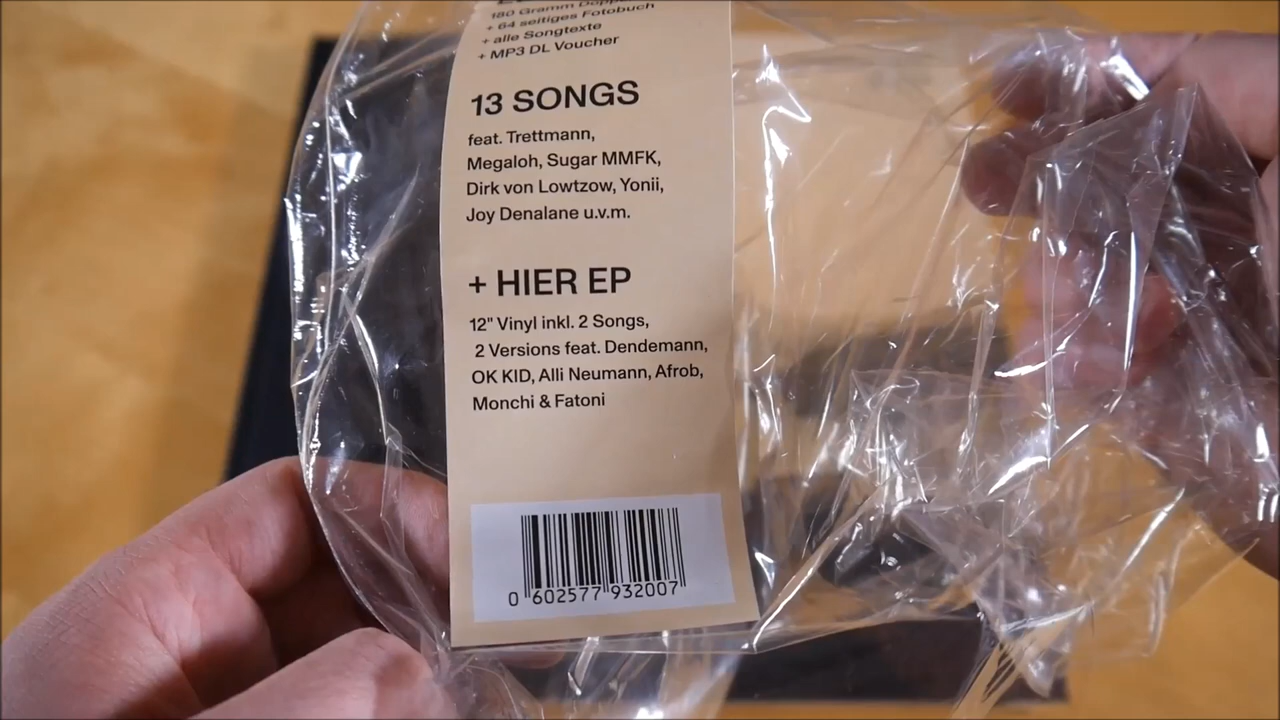 180 Gramm
+ 64 seitiges Fotobuch
+ alle Songtexte
+ MP3 DL Voucher
13 SONGS
feat. Trettmann,
Megaloh, Sugar MMFK,
Dirk von Lowtzow, Yonii,
Joy Denalane u.v.m.
+ HIER EP
12" Vinyl inkl. 2 Songs,
2 Versions feat. Dendemann,
OK KID, Alli Neumann, Afrob,
Monchi & Fatoni
0 602577 932007